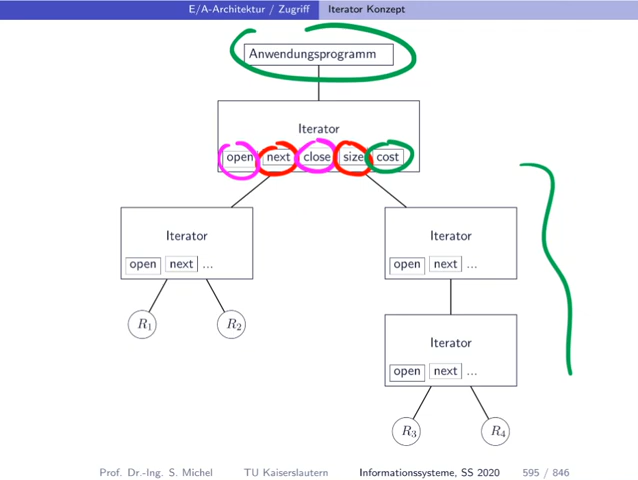 E/A-Architektur / Zugriff Iterator Konzept
Anwendungsprogramm
Iterator
open next close size cost
Iterator Iterator
open next ... open next ...
R1 R2
Iterator
open next ...
R3 R4
Prof. Dr.-Ing. S. Michel TU Kaiserslautern Informationssysteme, SS 2020 595 / 846